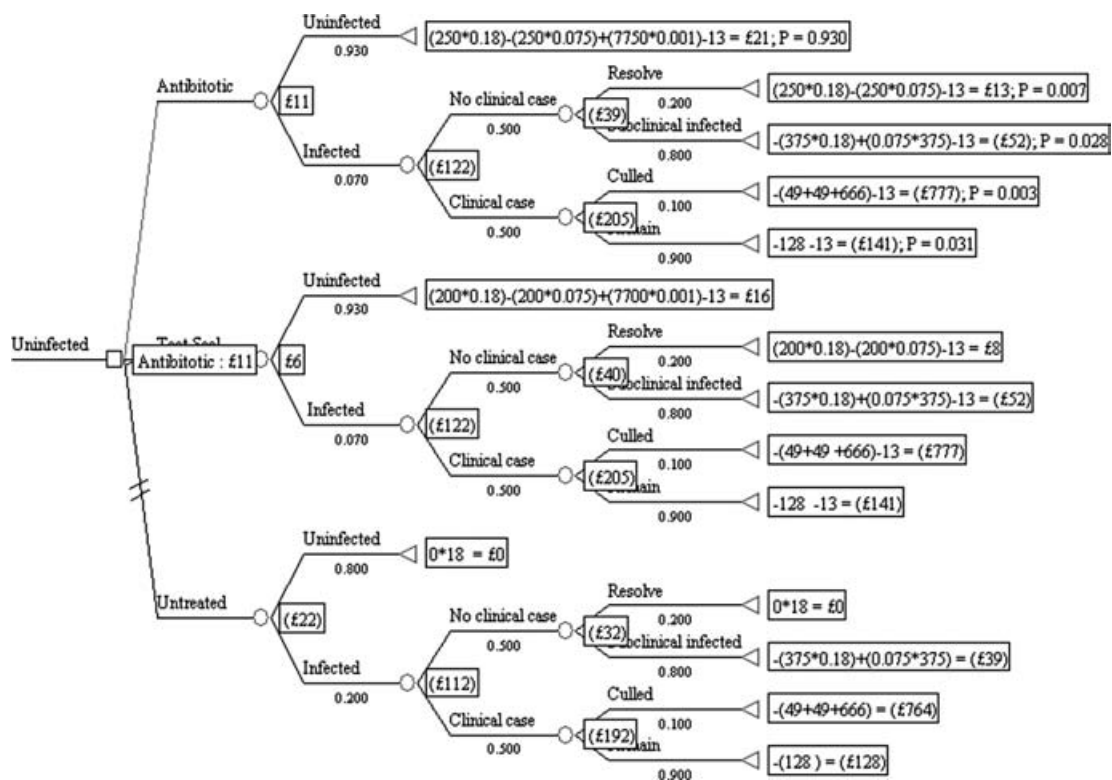 Uninfected
0.930
(250*0.18)-(250*0.075)+(7750*0.001)-13 = £21; P = 0.930
Antibitotic
£11
Resolve
0.200
(250*0.18)-(250*0.075)-13 = £13; P = 0.007
No clinical case
0.500
(£39)
infected
0.800
-(375*0.18)+(0.075*375)-13 = (£52); P = 0.028
Infected
0.070
(£122)
Culled
0.100
-(49+49+666)-13 = (£777); P = 0.003
Clinical case
0.500
(£205)
0.900
-128 -13 = (£141); P = 0.031
Uninfected
0.930
(200*0.18)-(200*0.075)+(7700*0.001)-13 = £16
Uninfected
Antibitotic : £11
£6
Resolve
0.200
(200*0.18)-(200*0.075)-13 = £8
No clinical case
0.500
(£40)
infected
0.800
-(375*0.18)+(0.075*375)-13 = (£52)
Infected
0.070
(£122)
Culled
0.100
-(49+49 +666)-13 = (£777)
Clinical case
0.500
(£205)
0.900
-128 -13 = (£141)
Uninfected
0.800
0*18 = £0
Untreated
(£22)
Resolve
0.200
0*18 = £0
No clinical case
0.500
(£32)
infected
0.800
-(375*0.18)+(0.075*375) = (£39)
Infected
0.200
(£112)
Culled
0.100
-(49+49+666) = (£764)
Clinical case
0.500
(£192)
0.900
-(128 ) = (£128)